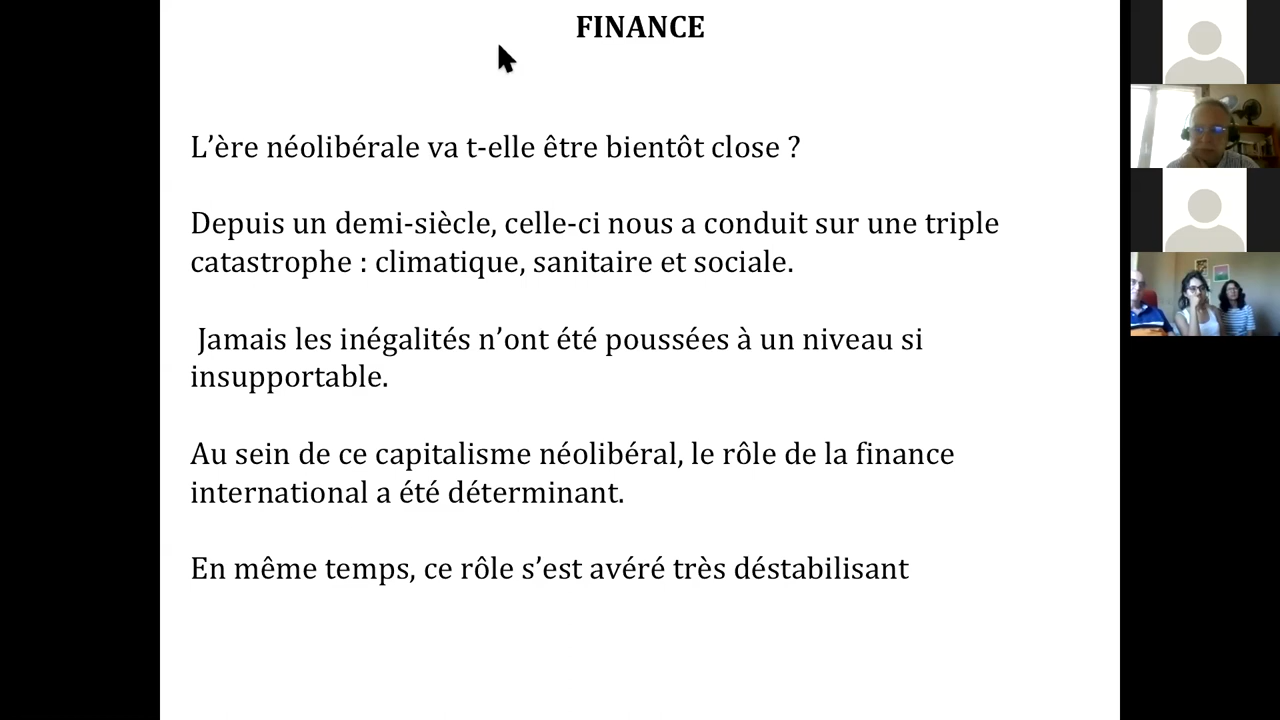 FINANCE
L’ère néolibérale va t-elle être bientôt close ?
Depuis un demi-siècle, celle-ci nous a conduit sur une triple
catastrophe : climatique, sanitaire et sociale.
Jamais les inégalités n’ont été poussées à un niveau si
insupportable.
Au sein de ce capitalisme néolibéral, le rôle de la finance
international a été déterminant.
En même temps, ce rôle s’est avéré très déstabilisant